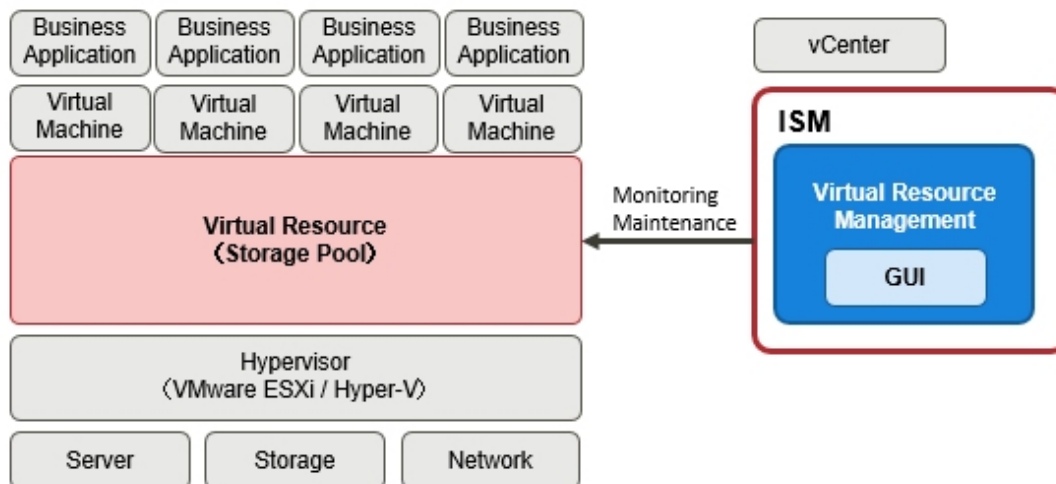 Business
Application
Business
Application
Business
Application
Business
Application
Virtual
Machine
Virtual
Machine
Virtual
Machine
Virtual
Machine
Virtual Resource
（Storage Pool）
Hypervisor
（VMware ESXi / Hyper-V）
Server
Storage
Network
Monitoring
Maintenance
vCenter
ISM
Virtual Resource
Management
GUI